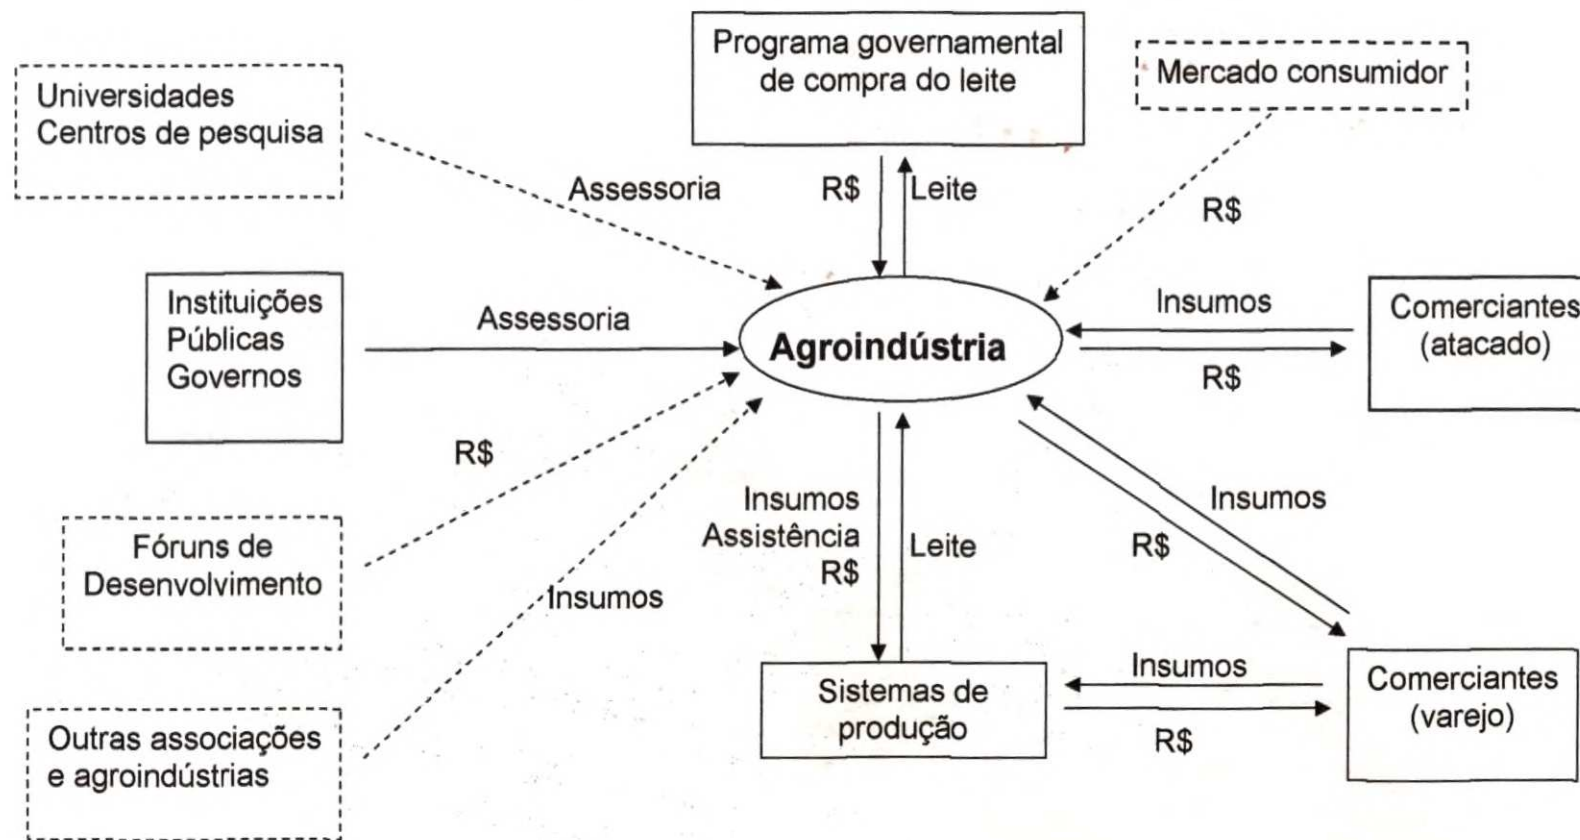 Programa governamental
de compra do leite
Mercado consumidor
Universidades
Centros de pesquisa
Assessoria
R$
Leite
R$
Instituições
Públicas
Governos
Assessoria
Agroindústria
Insumos
R$
Comerciantes
(atacado)
R$
Fóruns de
Desenvolvimento
Insumos
Assistência
R$
Leite
Insumos
R$
Insumos
Outras associações
e agroindústrias
Sistemas de
produção
Insumos
R$
Comerciantes
(varejo)